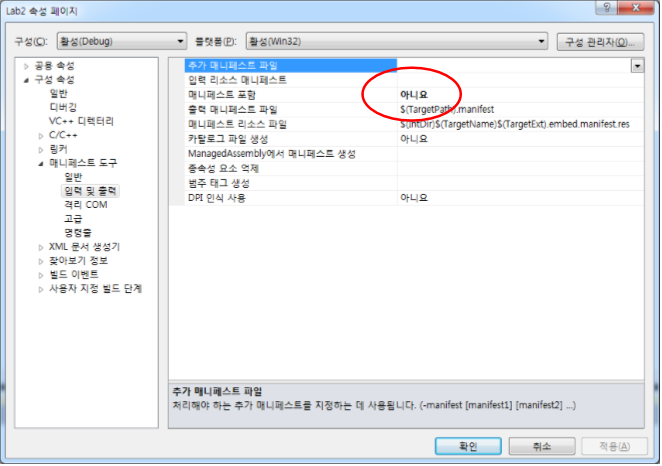 Lab2 속성 페이지
구성(C): 활성(Debug) 플랫폼(P): 활성(Win32) 구성 관리자(O)...
공용 속성
구성 속성
일반
디버깅
VC++ 디렉터리
C/C++
링커
매니페스트 도구
일반
입력 및 출력
격리 COM
고급
명령줄
XML 문서 생성기
찾아보기 정보
빌드 이벤트
사용자 지정 빌드 단계
추가 매니페스트 파일
입력 리소스 매니페스트
매니페스트 포함 아니요
출력 매니페스트 파일 $(TargetPath).manifest
매니페스트 리소스 파일 $(IntDir)$(TargetName)$(TargetExt).embed.manifest.res
카탈로그 파일 생성 아니요
ManagedAssembly에서 매니페스트 생성
종속성 요소 억제
범주 태그 생성
DPI 인식 사용 아니요
추가 매니페스트 파일
처리해야 하는 추가 매니페스트를 지정하는 데 사용됩니다. (-manifest [manifest1] [manifest2] ...)
확인 취소 적용(A)